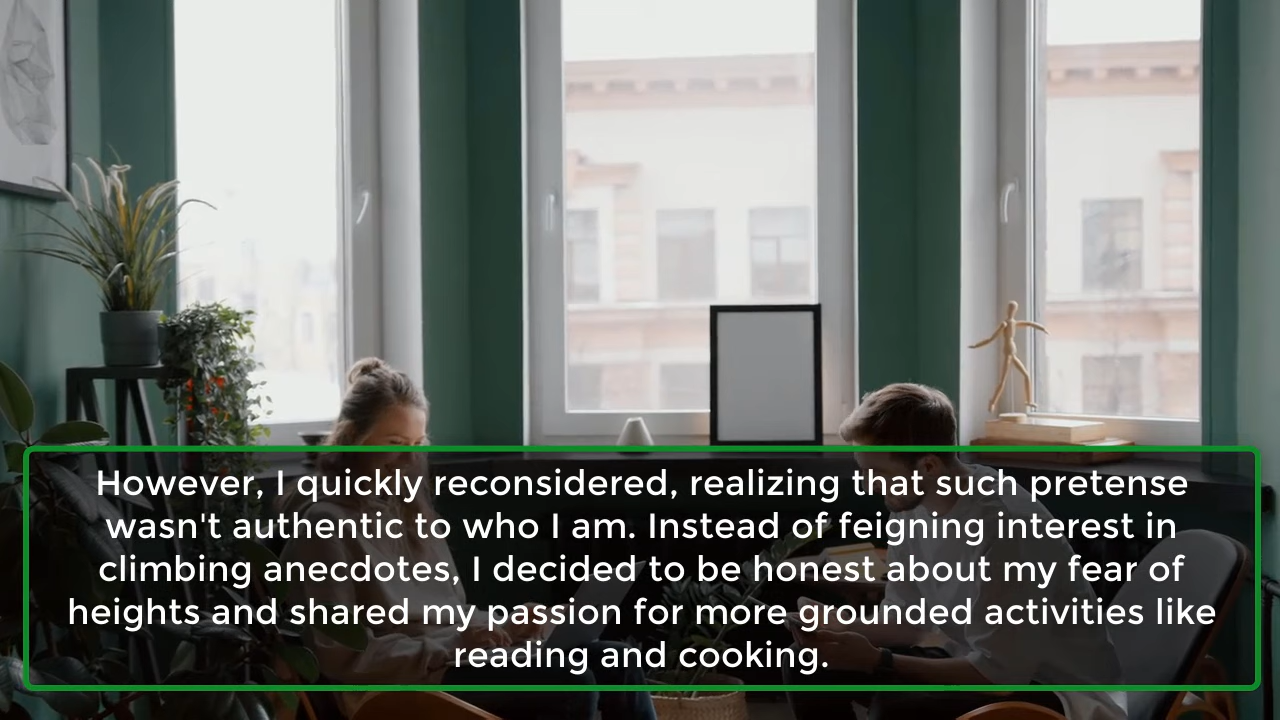 However, I quickly reconsidered, realizing that such pretense
wasn't authentic to who I am. Instead of feigning interest in
climbing anecdotes, I decided to be honest about my fear of
heights and shared my passion for more grounded activities like
reading and cooking.